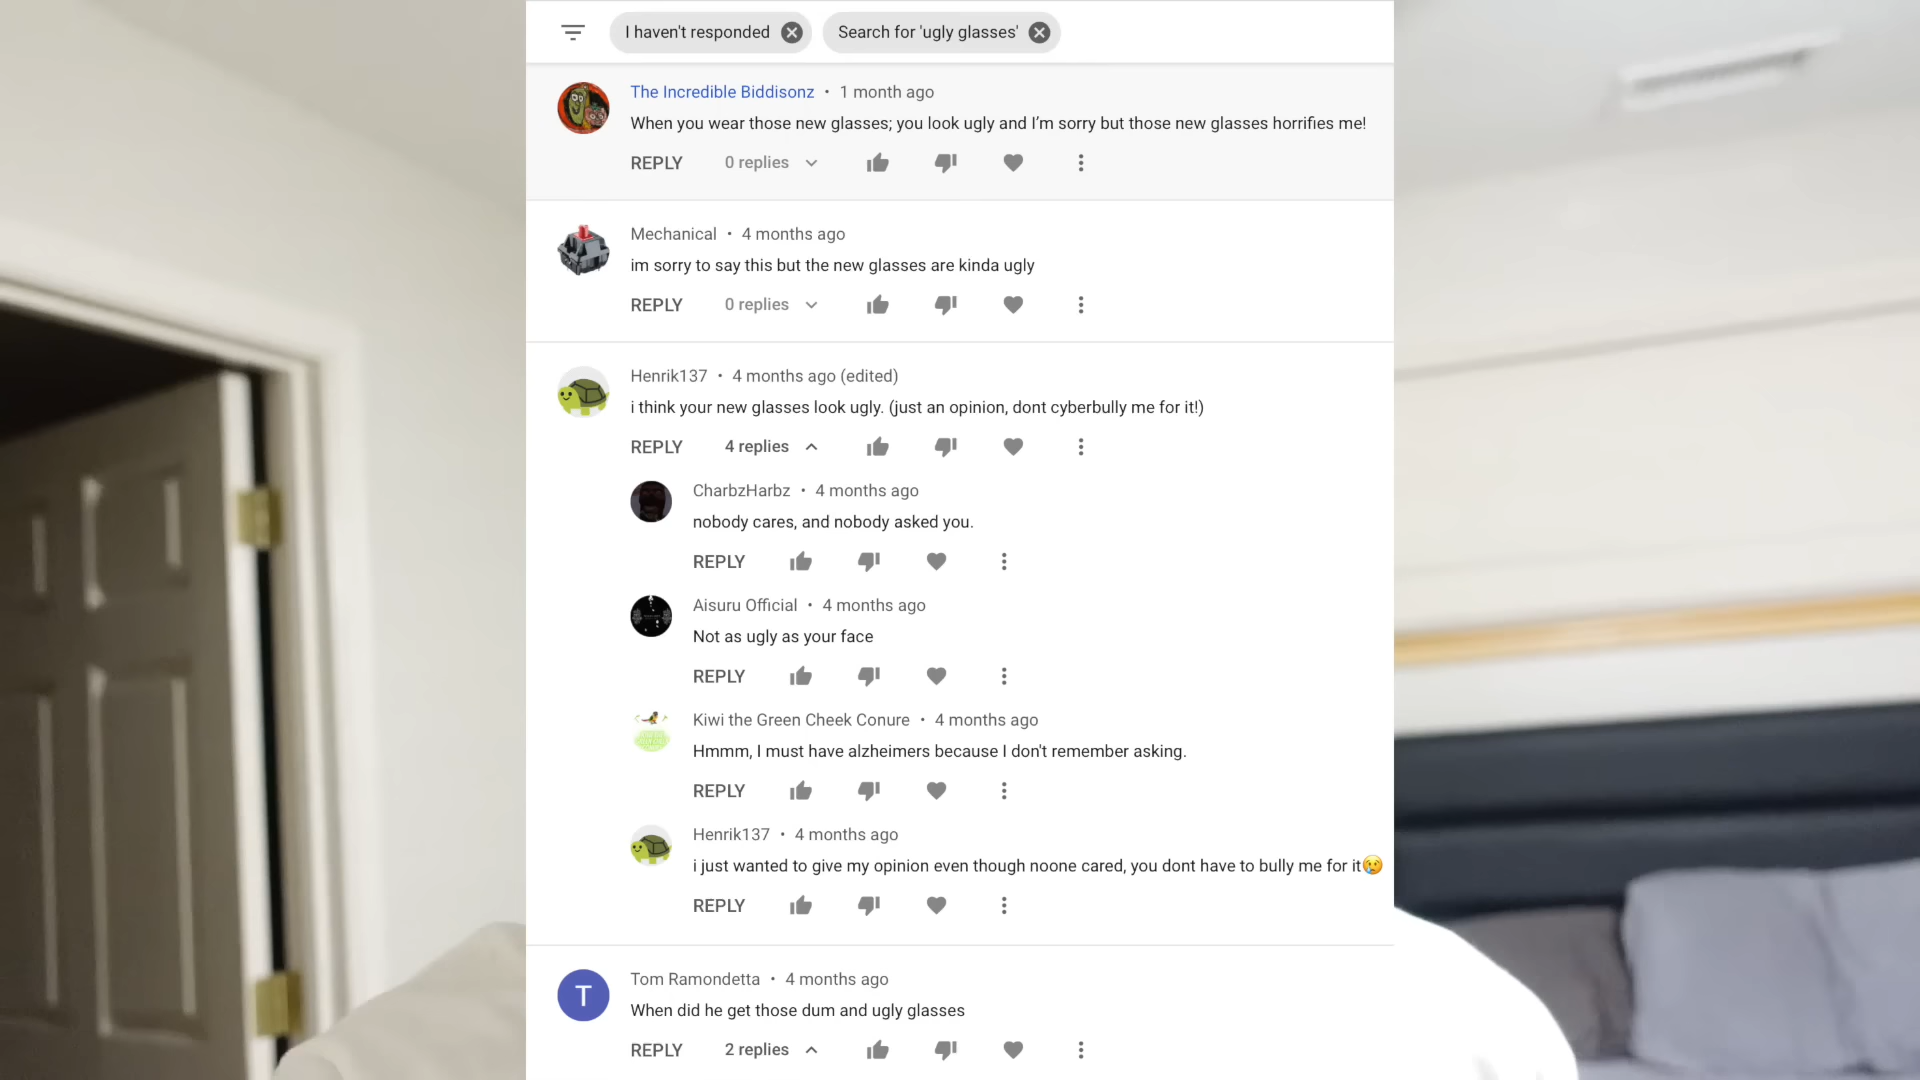 I haven't responded
Search for 'ugly glasses'
The Incredible Biddisonz • 1 month ago
When you wear those new glasses; you look ugly and I'm sorry but those new glasses horrifies me!
REPLY 0 replies
Mechanical • 4 months ago
im sorry to say this but the new glasses are kinda ugly
REPLY 0 replies
Henrik137 • 4 months ago (edited)
i think your new glasses look ugly. (just an opinion, dont cyberbully me for it!)
REPLY 4 replies
CharbzHarbz • 4 months ago
nobody cares, and nobody asked you.
REPLY
Aisuru Official • 4 months ago
Not as ugly as your face
REPLY
Kiwi the Green Cheek Conure • 4 months ago
Hmmm, I must have alzheimers because I don't remember asking.
REPLY
Henrik137 • 4 months ago
i just wanted to give my opinion even though noone cared, you dont have to bully me for it😢
REPLY
T
Tom Ramondetta • 4 months ago
When did he get those dum and ugly glasses
REPLY 2 replies